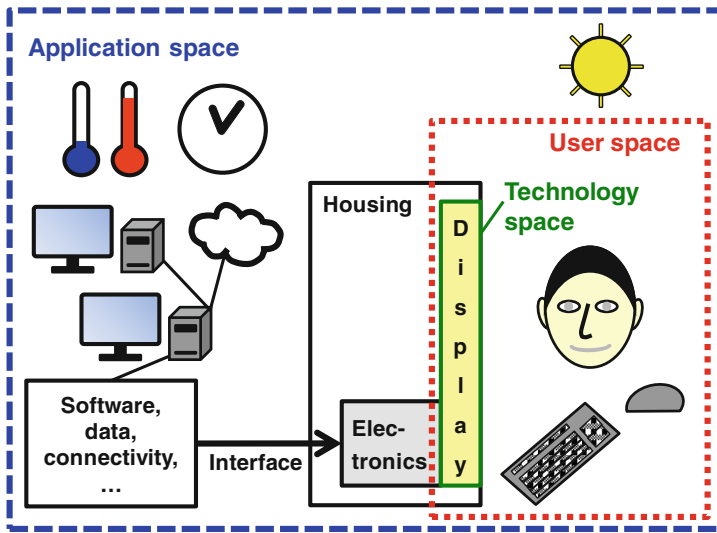 Application space
User space
Housing
Technology
space
D
i
s
p
l
a
y
Software,
data,
connectivity,
...
Interface
Elec-
tronics